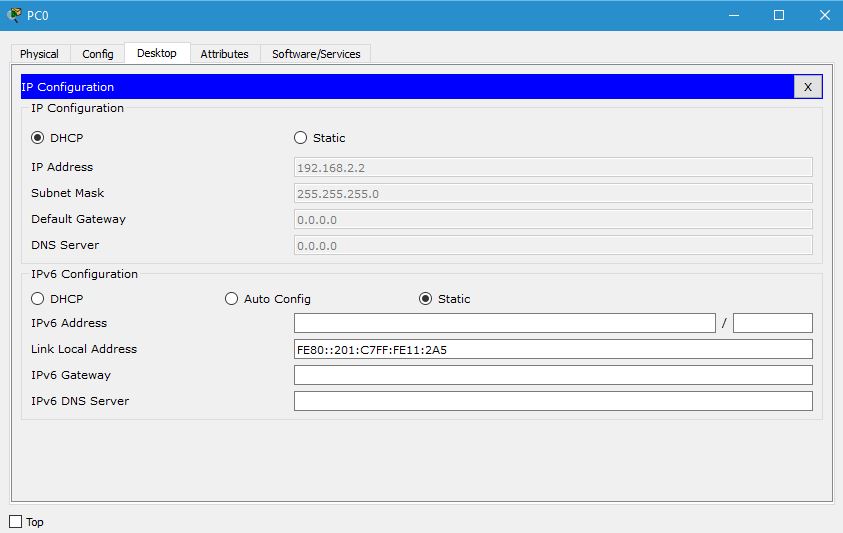 PC0
Physical Config Desktop Attributes Software/Services
IP Configuration X
IP Configuration
DHCP Static
IP Address 192.168.2.2
Subnet Mask 255.255.255.0
Default Gateway 0.0.0.0
DNS Server 0.0.0.0
IPv6 Configuration
DHCP Auto Config Static
IPv6 Address /
Link Local Address FE80::201:C7FF:FE11:2A5
IPv6 Gateway
IPv6 DNS Server
Top